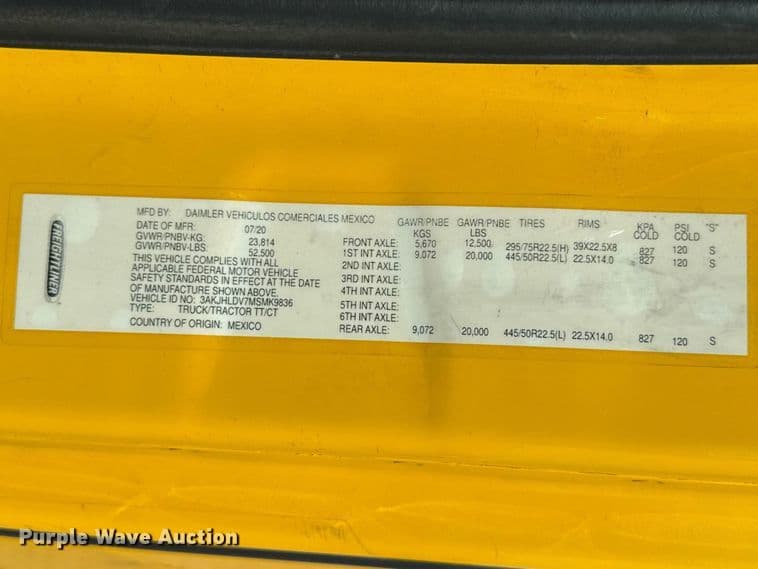 FREIGHTLINER
MFD BY: DAIMLER VEHICULOS COMERCIALES MEXICO
DATE OF MFR: 07/20
GVWR/PNBV-KG: 23,814
GVWR/PNBV-LBS: 52,500
THIS VEHICLE COMPLIES WITH ALL
APPLICABLE FEDERAL MOTOR VEHICLE
SAFETY STANDARDS IN EFFECT AT THE DATE
OF MANUFACTURE SHOWN ABOVE.
VEHICLE ID NO: 3AKJHLDV7MSMK9836
TYPE: TRUCK/TRACTOR TT/CT
COUNTRY OF ORIGIN: MEXICO
GAWR/PNBE KGS GAWR/PNBE LBS TIRES RIMS KPA COLD PSI COLD "S"
FRONT AXLE: 5,670 12,500 295/75R22.5(H) 39X22.5X8 827 120 S
1ST INT AXLE: 9,072 20,000 445/50R22.5(L) 22.5X14.0 827 120 S
2ND INT AXLE:
3RD INT AXLE:
4TH INT AXLE:
5TH INT AXLE:
6TH INT AXLE:
REAR AXLE: 9,072 20,000 445/50R22.5(L) 22.5X14.0 827 120 S
Purple Wave Auction